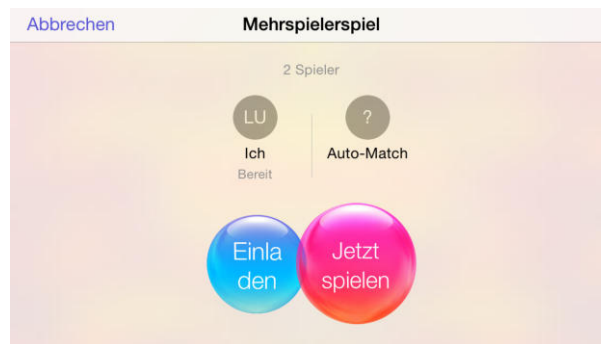 Abbrechen Mehrspielerspiel
2 Spieler
LU ?
Ich Auto-Match
Bereit
Einla
den
Jetzt
spielen